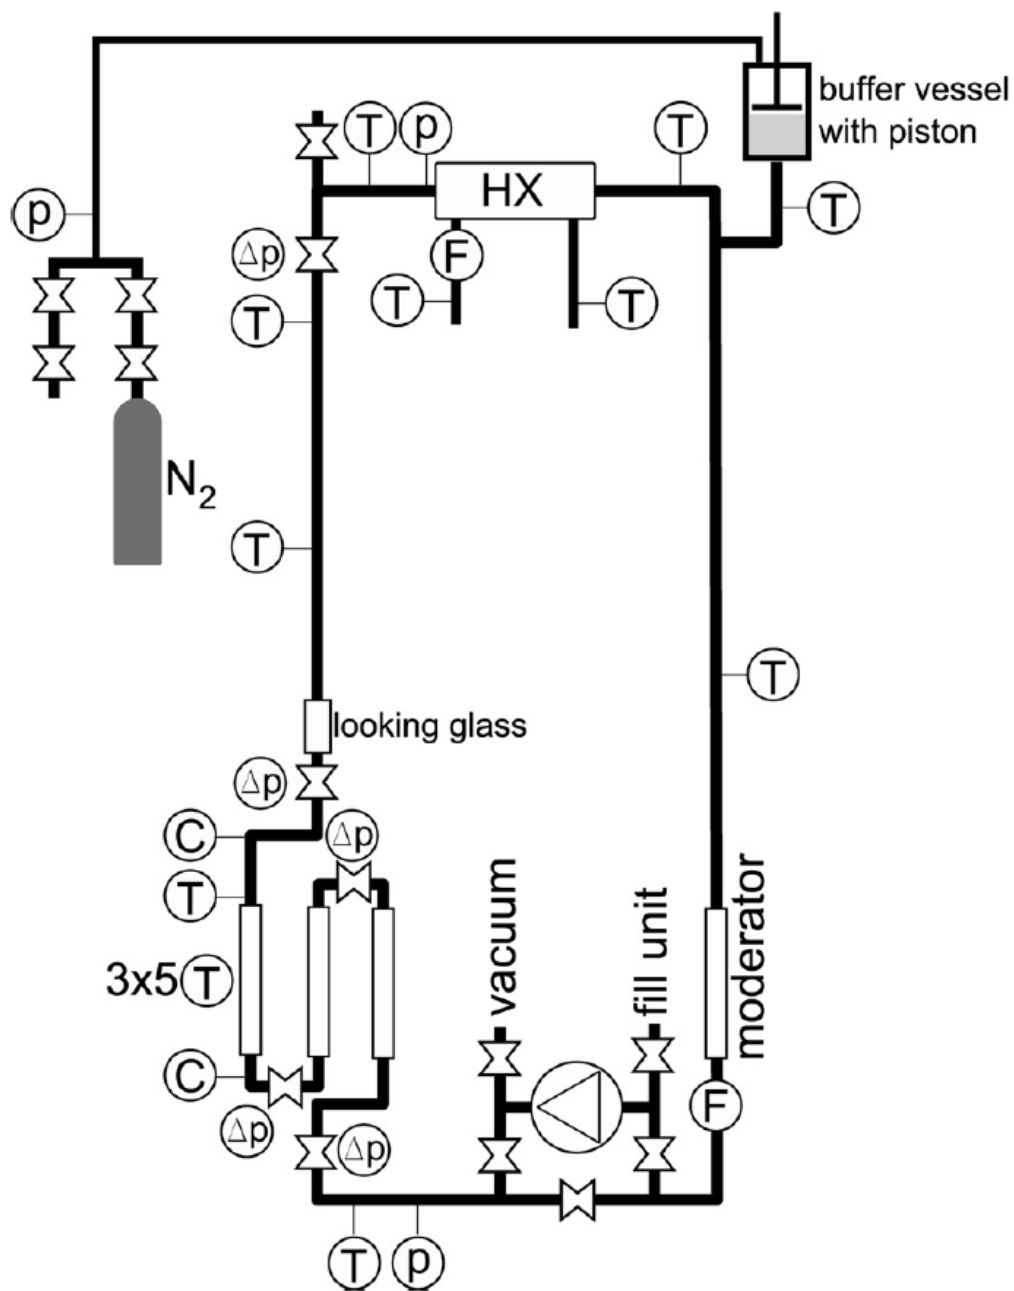 buffer vessel
with piston
T
p
T
HX
p
T
Δp
F
T
T
T
N2
T
T
looking glass
Δp
C
Δp
T
vacuum
fill unit
moderator
3x5 T
C
F
Δp
Δp
T
p